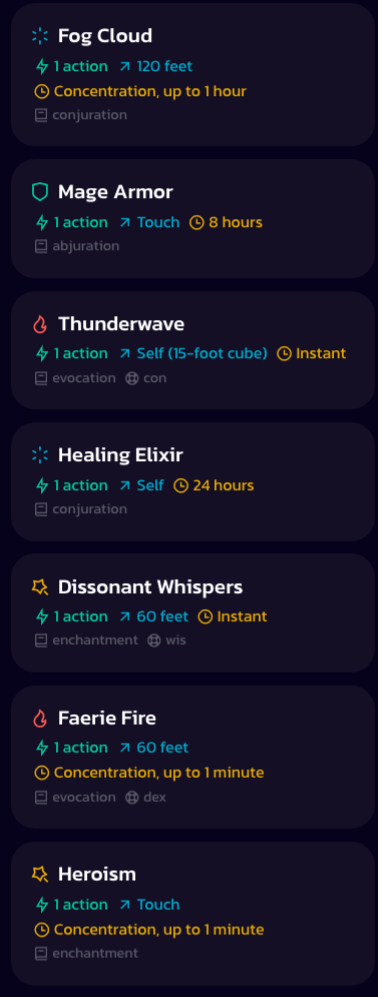 Fog Cloud
1 action 120 feet
Concentration, up to 1 hour
conjuration
Mage Armor
1 action Touch 8 hours
abjuration
Thunderwave
1 action Self (15-foot cube) Instant
evocation con
Healing Elixir
1 action Self 24 hours
conjuration
Dissonant Whispers
1 action 60 feet Instant
enchantment wis
Faerie Fire
1 action 60 feet
Concentration, up to 1 minute
evocation dex
Heroism
1 action Touch
Concentration, up to 1 minute
enchantment